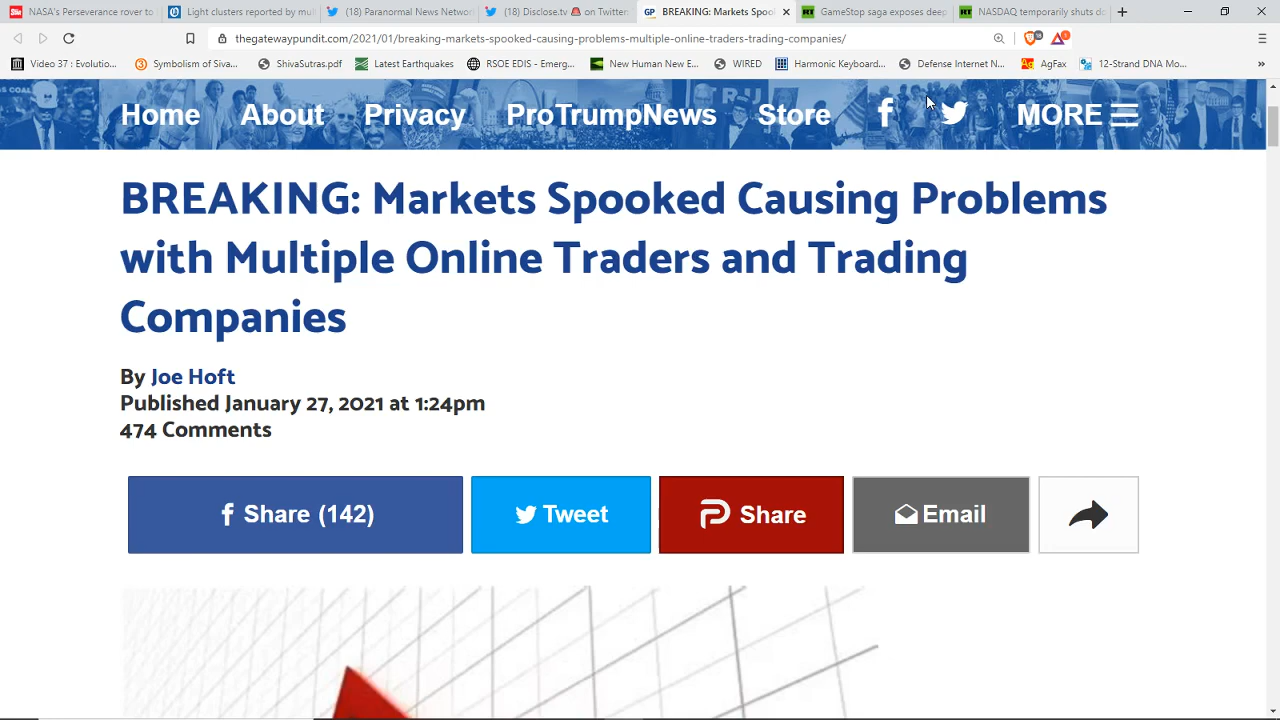 NASA's Perseverance rover to
Light clusters reported by mul
(18) Paranormal News Network
(18) Disclose.tv 🚨 on Twitter
BREAKING: Markets Spoo
GameStop saga exposes deep
NASDAQ temporarily shuts do
thegatewaypundit.com/2021/01/breaking-markets-spooked-causing-problems-multiple-online-traders-trading-companies/
Video 37 : Evolutio...
Symbolism of Siva...
ShivaSutras.pdf
Latest Earthquakes
RSOE EDIS - Emerg...
New Human New E...
WIRED
Harmonic Keyboard...
Defense Internet N...
AgFax
12-Strand DNA Mo...
Home About Privacy ProTrumpNews Store MORE
BREAKING: Markets Spooked Causing Problems
with Multiple Online Traders and Trading
Companies
By Joe Hoft
Published January 27, 2021 at 1:24pm
474 Comments
Share (142)
Tweet
Share
Email